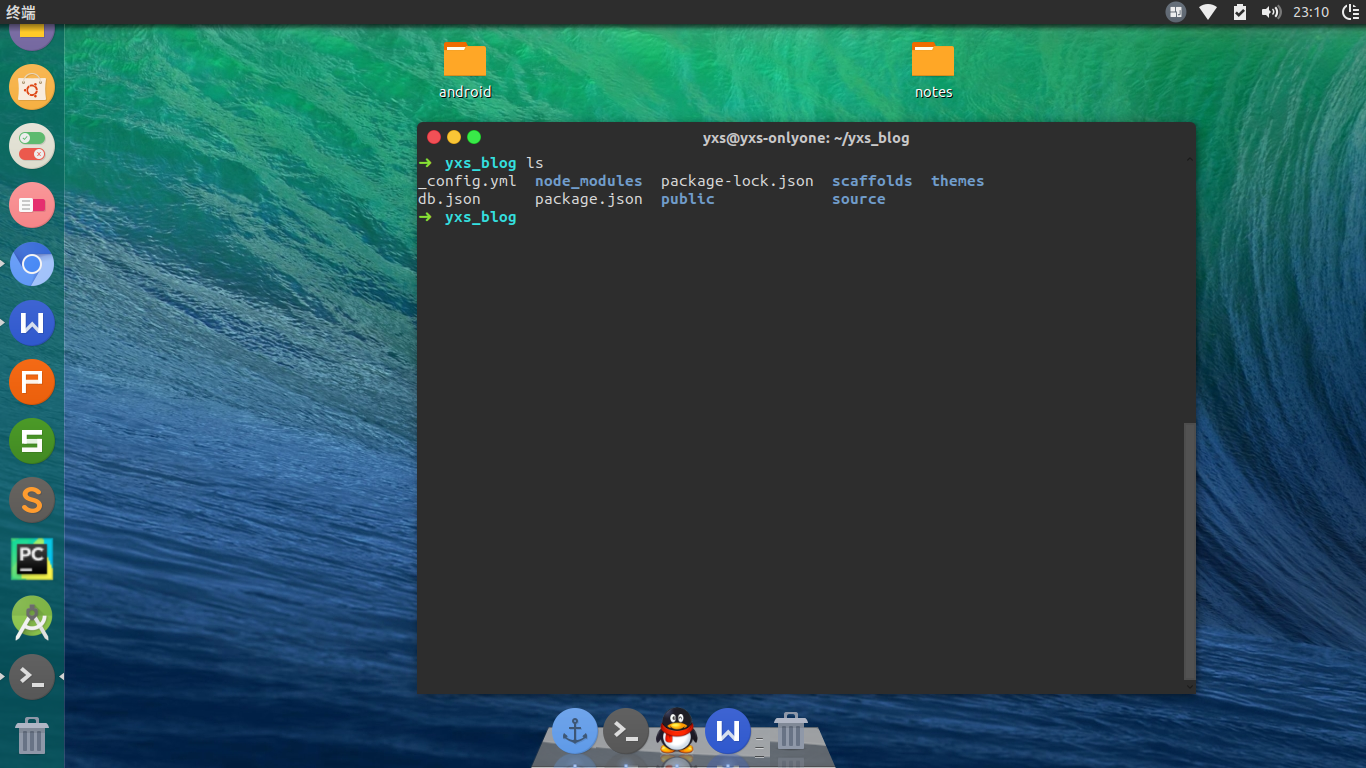 终端
23:10
android
notes
yxs@yxs-onlyone: ~/yxs_blog
➜ yxs_blog ls
_config.yml node_modules package-lock.json scaffolds themes
db.json package.json public source
➜ yxs_blog
W
P
S
S
PC
>_
>_
W